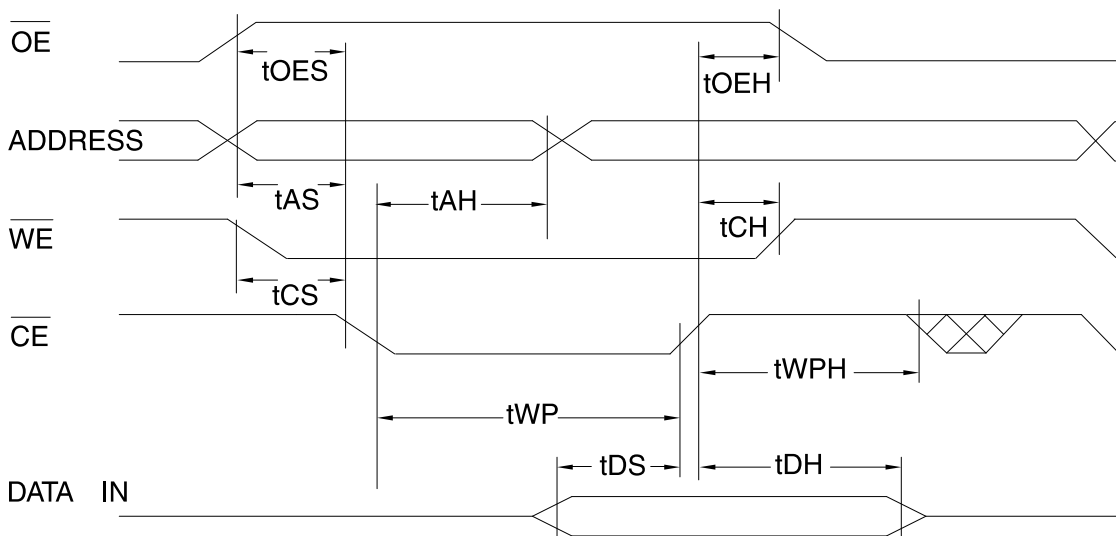 OE
tOES
tOEH
ADDRESS
tAS
tAH
WE
tCH
tCS
CE
tWPH
tWP
tDS
tDH
DATA IN